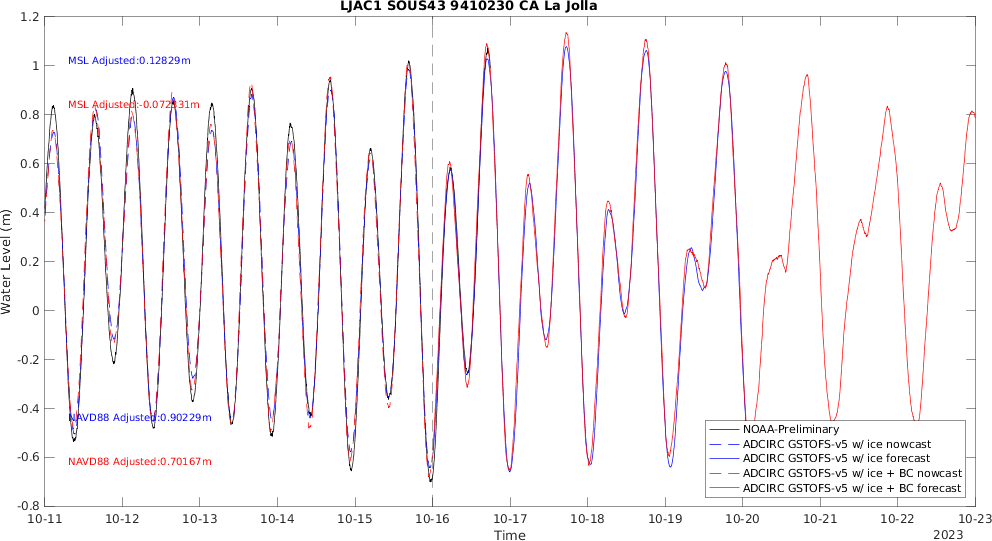 LJAC1 SOUS43 9410230 CA La Jolla
1.2
1
0.8
0.6
0.4
0.2
0
-0.2
-0.4
-0.6
-0.8
Water Level (m)
MSL Adjusted:0.12829m
MSL Adjusted:-0.072931m
NAVD88 Adjusted:0.90229m
NAVD88 Adjusted:0.70167m
NOAA-Preliminary
ADCIRC GSTOFS-v5 w/ ice nowcast
ADCIRC GSTOFS-v5 w/ ice forecast
ADCIRC GSTOFS-v5 w/ ice + BC nowcast
ADCIRC GSTOFS-v5 w/ ice + BC forecast
10-11 10-12 10-13 10-14 10-15 10-16 10-17 10-18 10-19 10-20 10-21 10-22 10-23
Time
2023